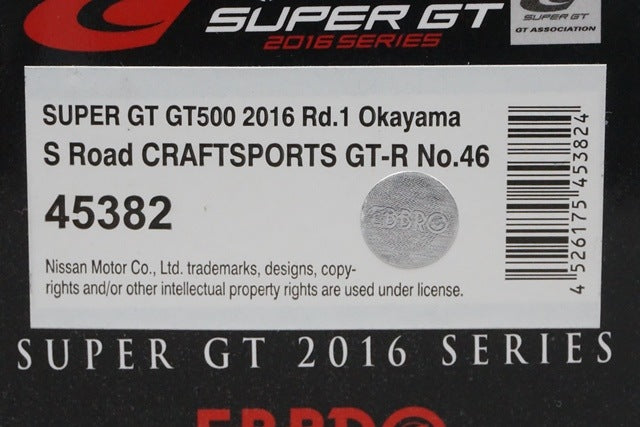 SUPER GT
2016 SERIES
SUPER GT
GT ASSOCIATION
SUPER GT GT500 2016 Rd.1 Okayama
S Road CRAFTSPORTS GT-R No.46
45382
EBBRO
4 526175 453824
Nissan Motor Co., Ltd. trademarks, designs, copy-
rights and/or other intellectual property rights are used under license.
SUPER GT 2016 SERIES
EBBRO